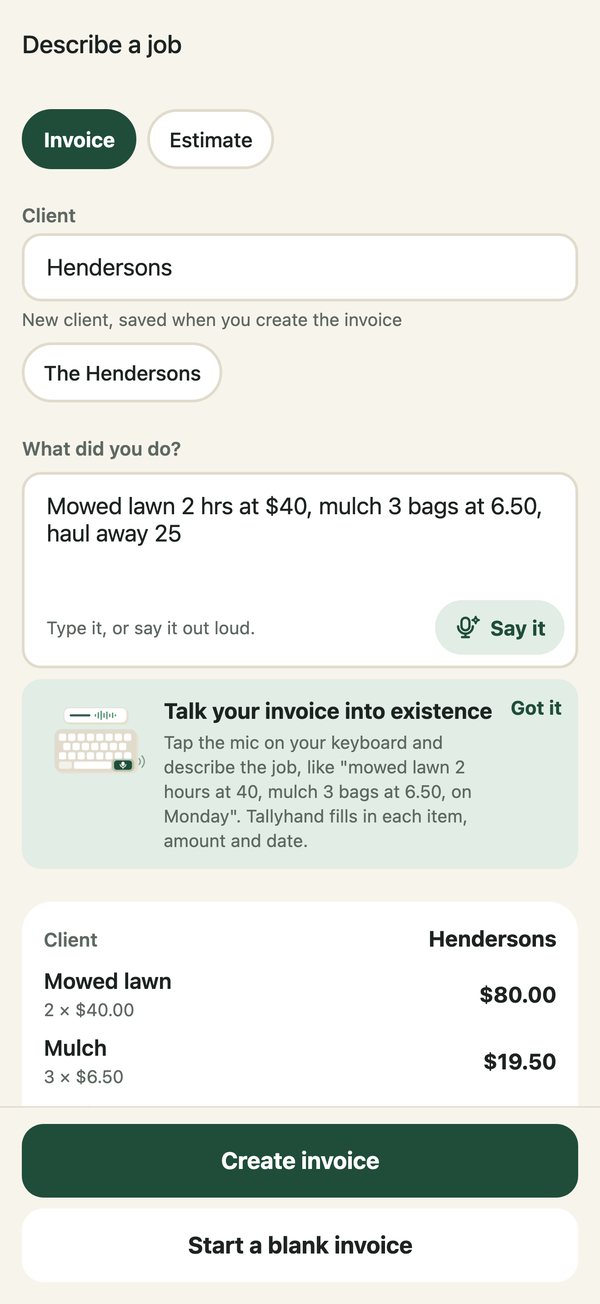 Describe a job
Invoice
Estimate
Client
Hendersons
New client, saved when you create the invoice
The Hendersons
What did you do?
Mowed lawn 2 hrs at $40, mulch 3 bags at 6.50,
haul away 25
Type it, or say it out loud.
Say it
Talk your invoice into existence
Got it
Tap the mic on your keyboard and
describe the job, like "mowed lawn 2
hours at 40, mulch 3 bags at 6.50, on
Monday". Tallyhand fills in each item,
amount and date.
Client
Hendersons
Mowed lawn
2 × $40.00
$80.00
Mulch
3 × $6.50
$19.50
Create invoice
Start a blank invoice